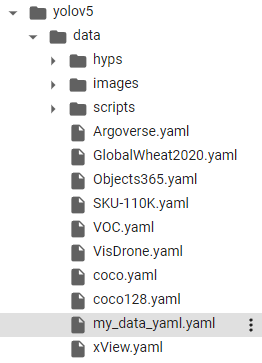 yolov5
data
hyps
images
scripts
Argoverse.yaml
GlobalWheat2020.yaml
Objects365.yaml
SKU-110K.yaml
VOC.yaml
VisDrone.yaml
coco.yaml
coco128.yaml
my_data_yaml.yaml
xView.yaml